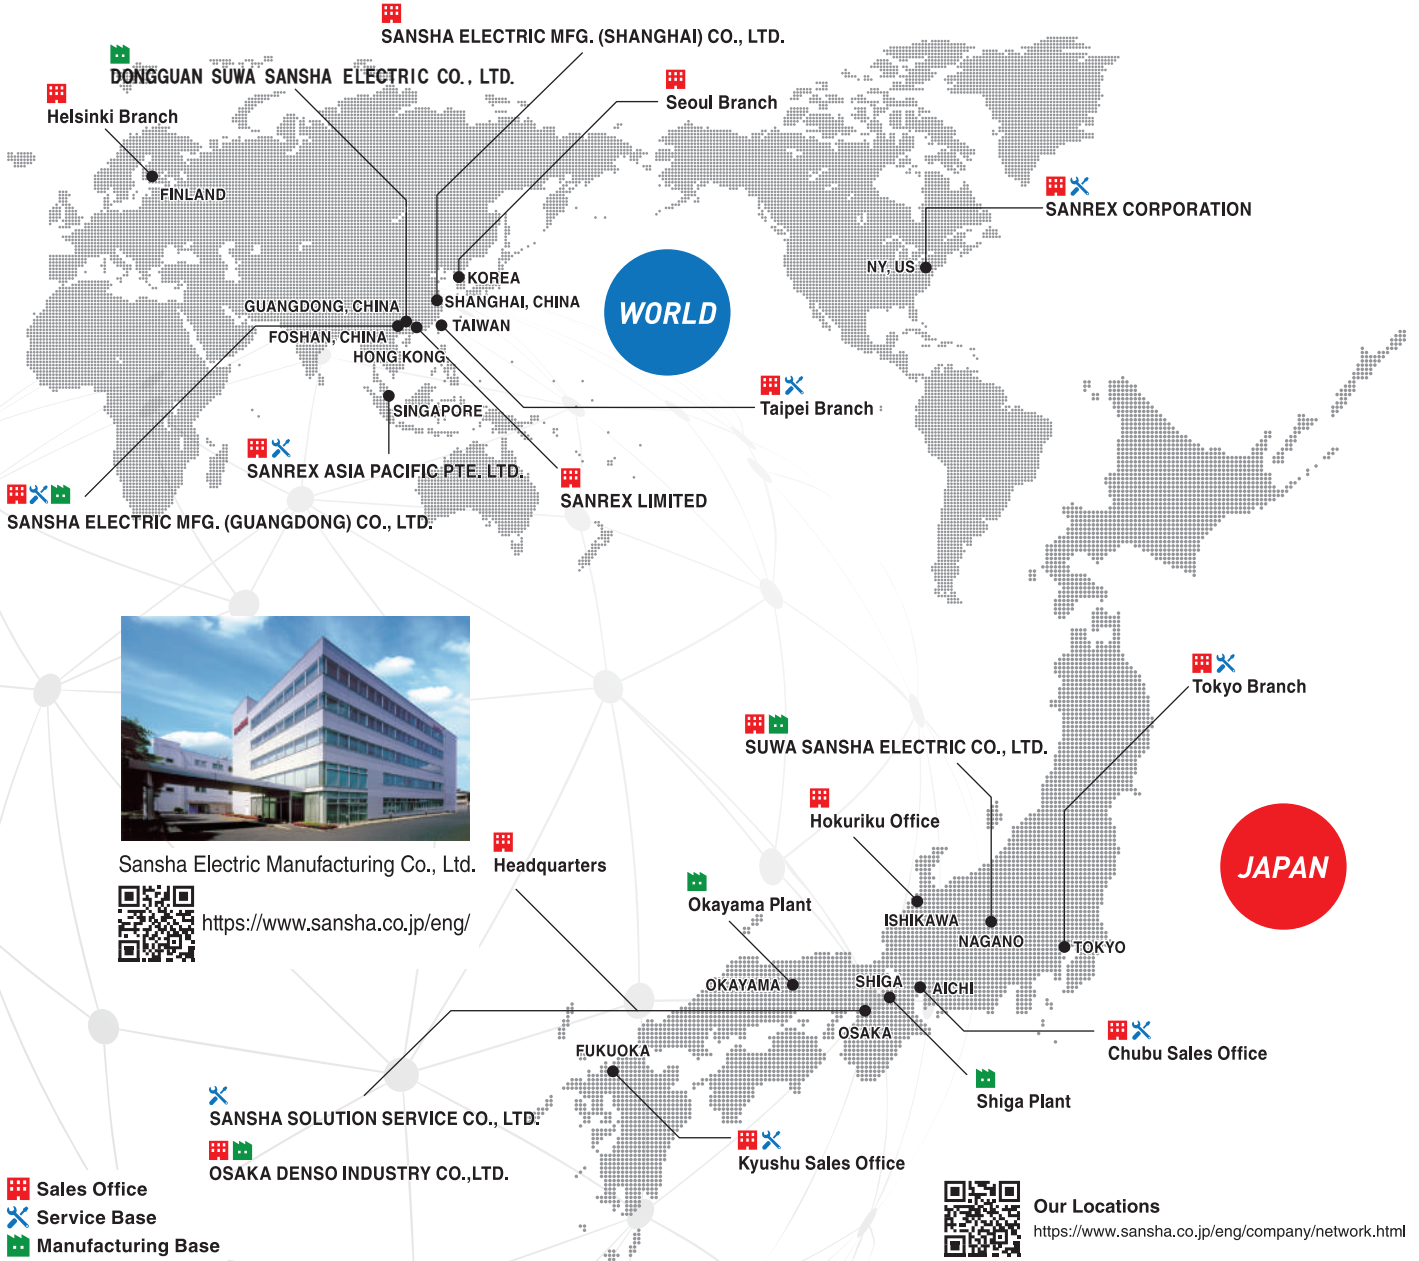 SANSHA ELECTRIC MFG. (SHANGHAI) CO., LTD.
DONGGUAN SUWA SANSHA ELECTRIC CO., LTD.
Helsinki Branch
Seoul Branch
FINLAND
SANREX CORPORATION
NY, US
KOREA
SHANGHAI, CHINA
GUANGDONG, CHINA
TAIWAN
FOSHAN, CHINA
HONG KONG
WORLD
SINGAPORE
Taipei Branch
SANREX ASIA PACIFIC PTE. LTD.
SANREX LIMITED
SANSHA ELECTRIC MFG. (GUANGDONG) CO., LTD.
Tokyo Branch
SUWA SANSHA ELECTRIC CO., LTD.
Hokuriku Office
Sansha Electric Manufacturing Co., Ltd.
https://www.sansha.co.jp/eng/
Headquarters
JAPAN
Okayama Plant
ISHIKAWA
NAGANO
TOKYO
OKAYAMA
SHIGA
AICHI
OSAKA
FUKUOKA
Chubu Sales Office
Shiga Plant
SANSHA SOLUTION SERVICE CO., LTD.
OSAKA DENSO INDUSTRY CO.,LTD.
Kyushu Sales Office
Sales Office
Service Base
Manufacturing Base
Our Locations
https://www.sansha.co.jp/eng/company/network.html